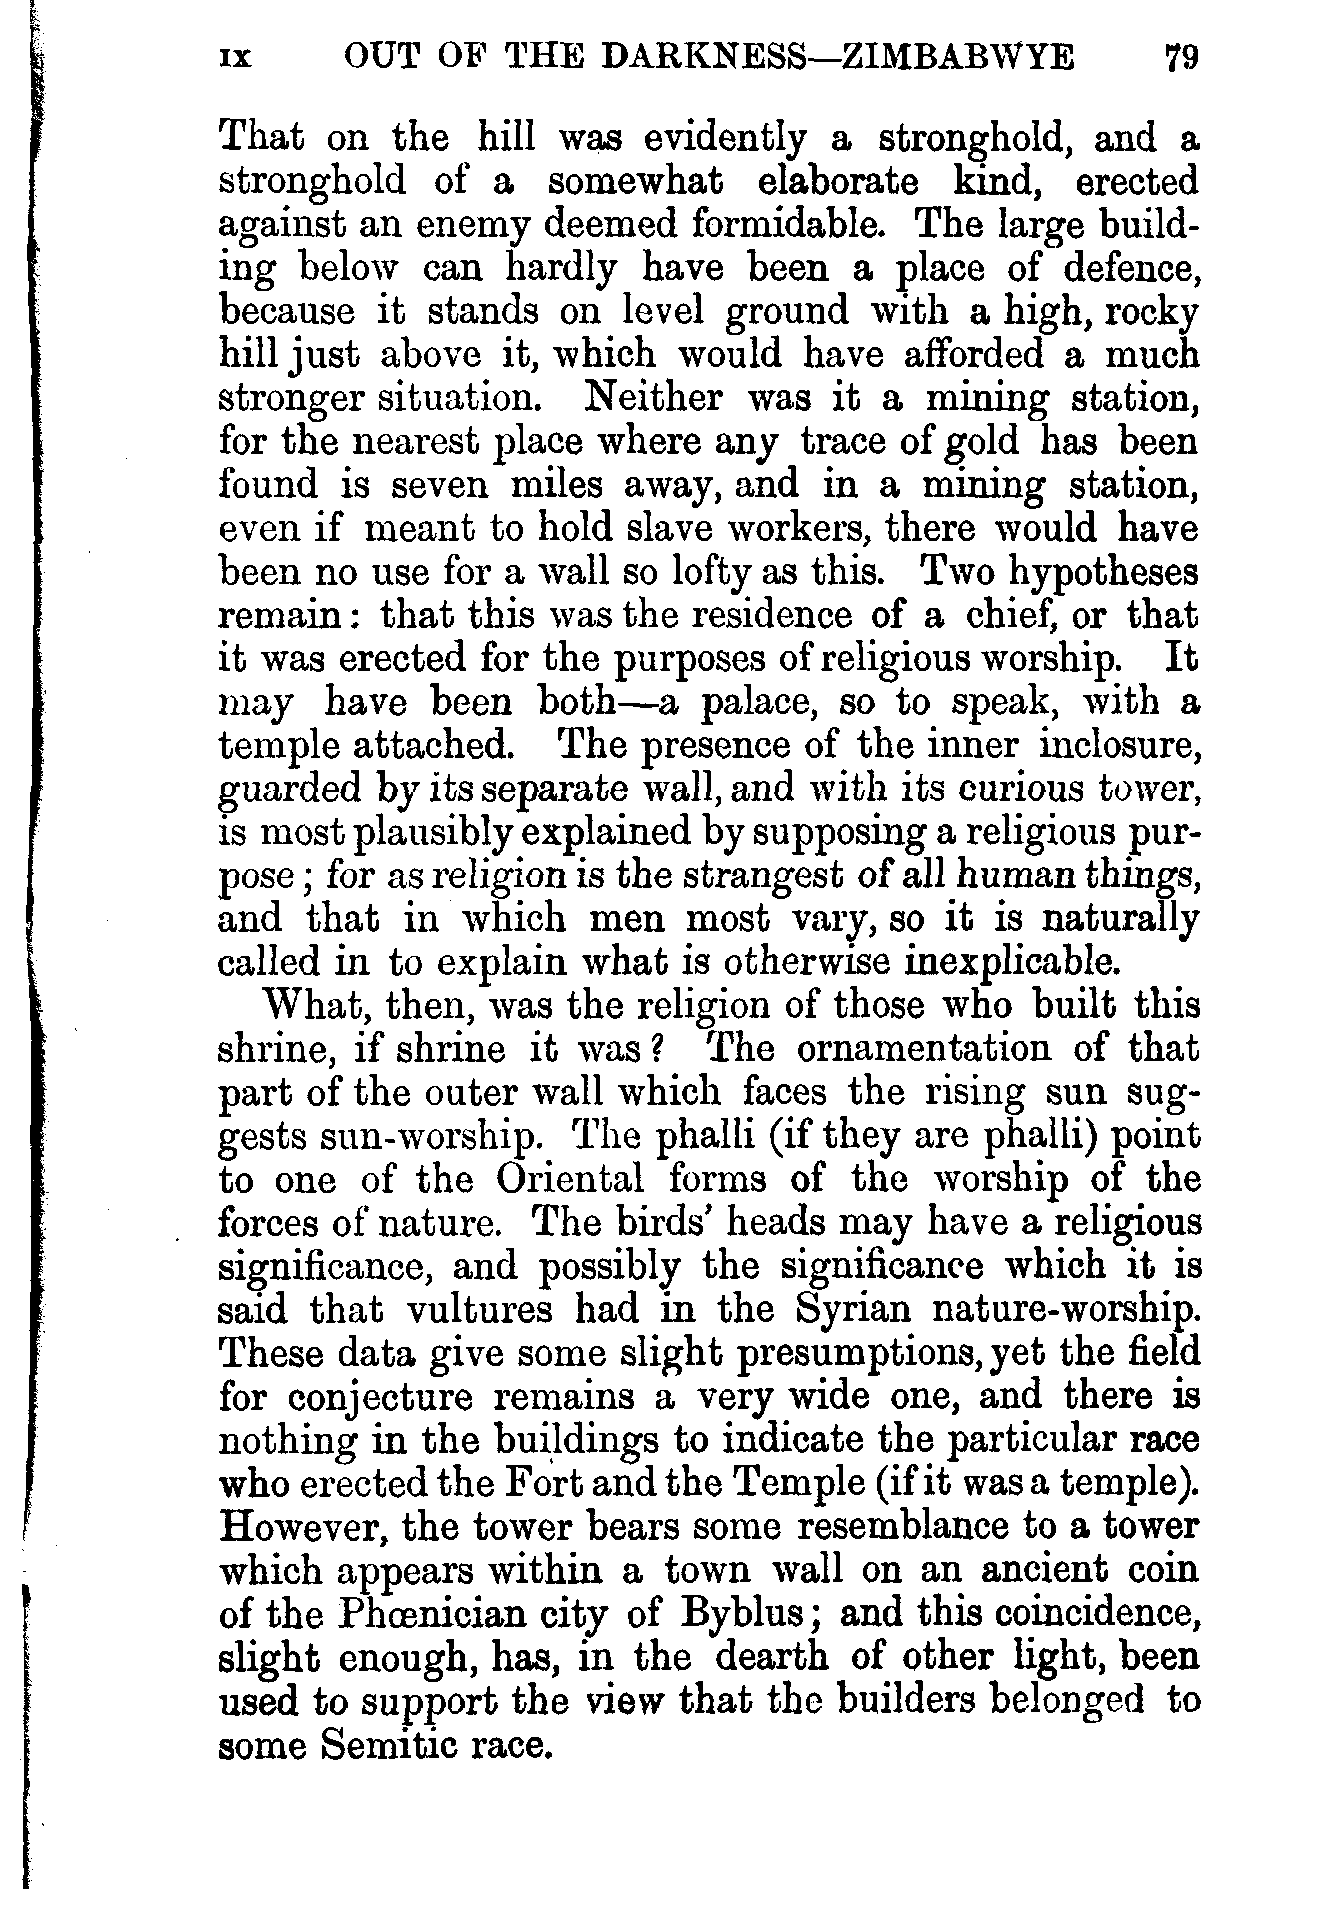 IX OUT OF THE DARKNESS—ZIMBABWYE 79
That on the hill was evidently a stronghold, and a
stronghold of a somewhat elaborate kind, erected
against an enemy deemed formidable. The large build-
ing below can hardly have been a place of defence,
because it stands on level ground with a high, rocky
hill just above it, which would have afforded a much
stronger situation. Neither was it a mining station,
for the nearest place where any trace of gold has been
found is seven miles away, and in a mining station,
even if meant to hold slave workers, there would have
been no use for a wall so lofty as this. Two hypotheses
remain: that this was the residence of a chief, or that
it was erected for the purposes of religious worship. It
may have been both—a palace, so to speak, with a
temple attached. The presence of the inner inclosure,
guarded by its separate wall, and with its curious tower,
is most plausibly explained by supposing a religious pur-
pose; for as religion is the strangest of all human things,
and that in which men most vary, so it is naturally
called in to explain what is otherwise inexplicable.
What, then, was the religion of those who built this
shrine, if shrine it was? The ornamentation of that
part of the outer wall which faces the rising sun sug-
gests sun-worship. The phalli (if they are phalli) point
to one of the Oriental forms of the worship of the
forces of nature. The birds' heads may have a religious
significance, and possibly the significance which it is
said that vultures had in the Syrian nature-worship.
These data give some slight presumptions, yet the field
for conjecture remains a very wide one, and there is
nothing in the buildings to indicate the particular race
who erected the Fort and the Temple (if it was a temple).
However, the tower bears some resemblance to a tower
which appears within a town wall on an ancient coin
of the Phœnician city of Byblus; and this coincidence,
slight enough, has, in the dearth of other light, been
used to support the view that the builders belonged to
some Semitic race.